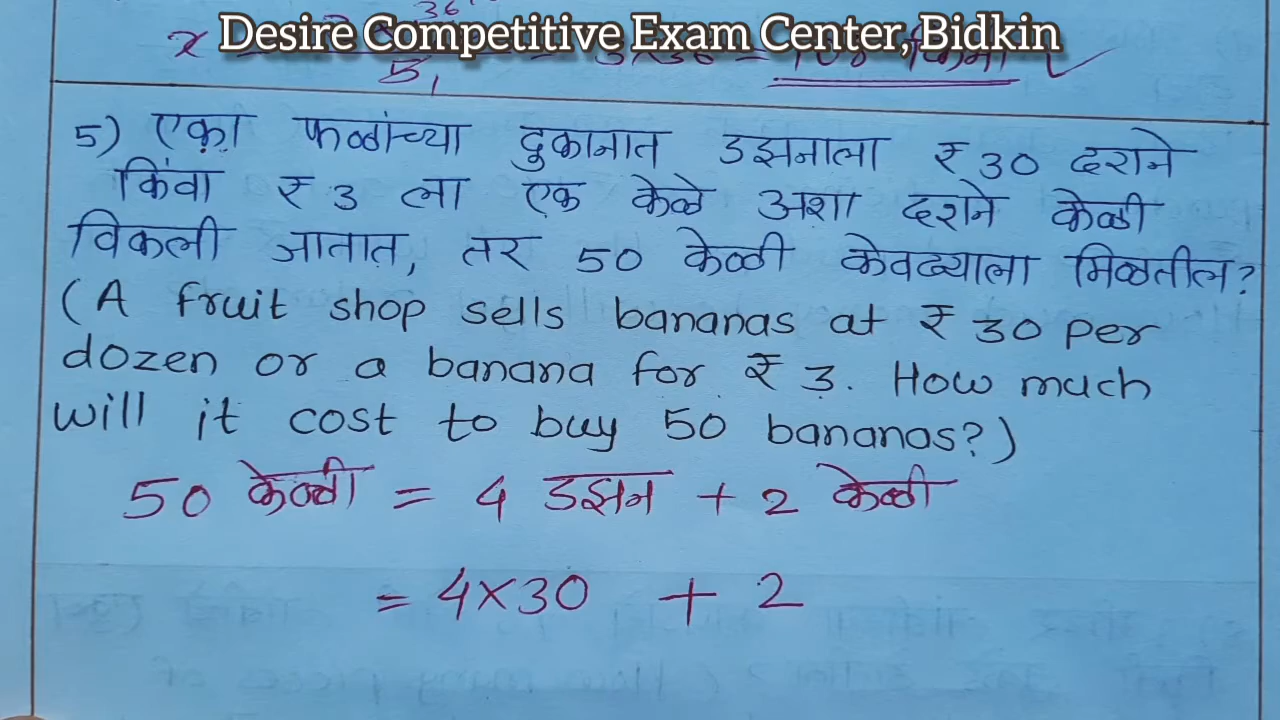 Desire Competitive Exam Center, Bidkin
x 5,
5) एका फळांच्या दुकानात डझनाला ₹ 30 दराने
किंवा ₹ 3 ला एक केळे अशा दराने केळी
विकली जातात, तर 50 केळी केवढ्याला मिळतील?
(A fruit shop sells bananas at ₹ 30 per
dozen or a banana for ₹ 3. How much
will it cost to buy 50 bananas?)
50 केळी = 4 डझन + 2 केळी
= 4×30 + 2